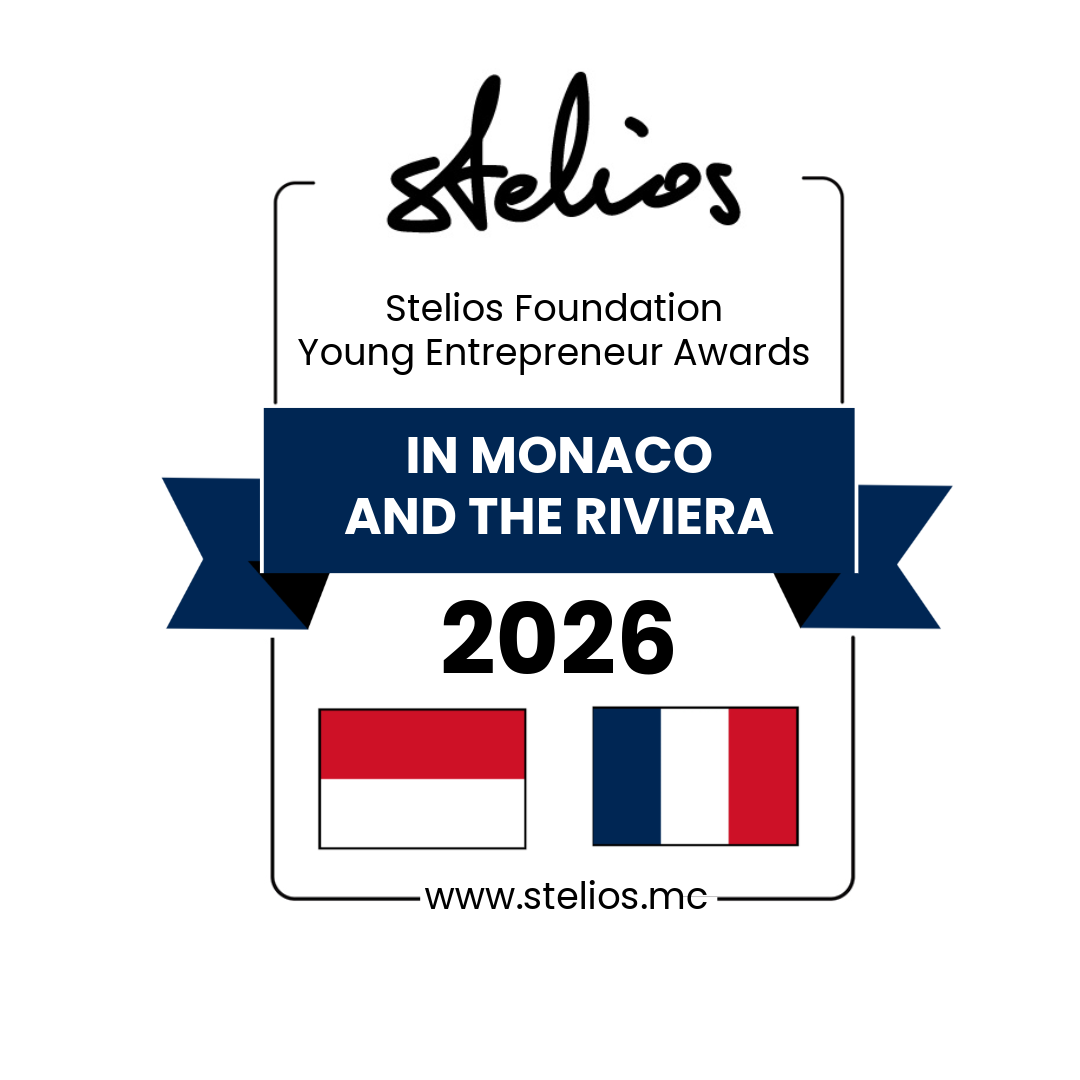 stelios
Stelios Foundation
Young Entrepreneur Awards
IN MONACO
AND THE RIVIERA
2026
www.stelios.mc